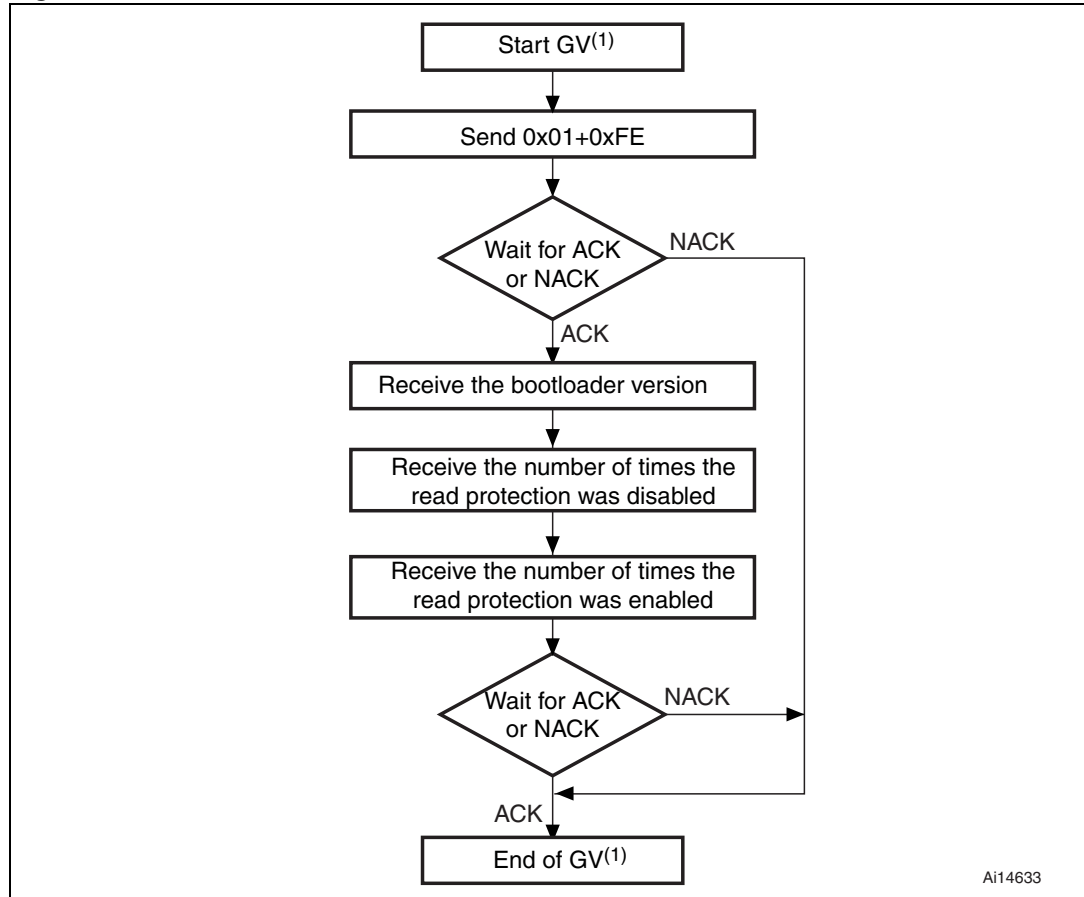 Start GV(1)
Send 0x01+0xFE
Wait for ACK
or NACK
NACK
ACK
Receive the bootloader version
Receive the number of times the
read protection was disabled
Receive the number of times the
read protection was enabled
Wait for ACK
or NACK
NACK
ACK
End of GV(1)
Ai14633